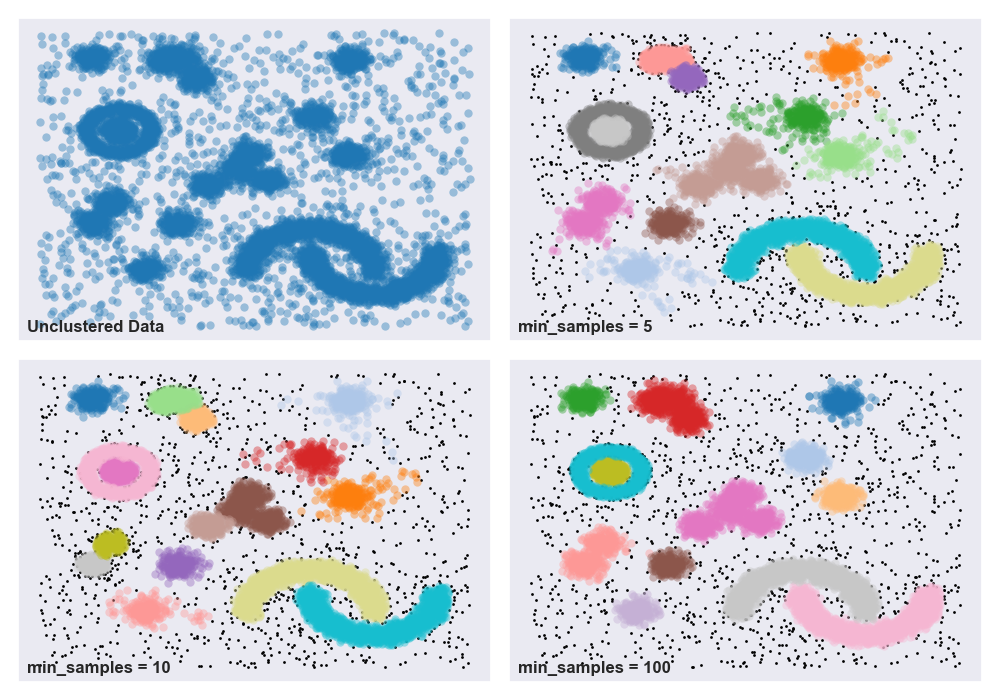 Unclustered Data
min_samples = 5
min_samples = 10
min_samples = 100